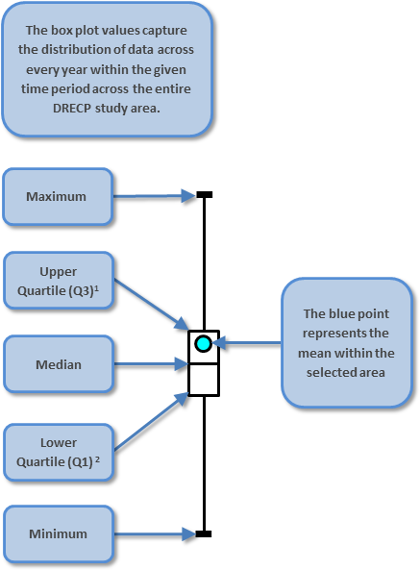 The box plot values capture
the distribution of data across
every year within the given
time period across the entire
DRECP study area.
Maximum
Upper
Quartile (Q3)¹
Median
Lower
Quartile (Q1) ²
Minimum
The blue point
represents the
mean within the
selected area